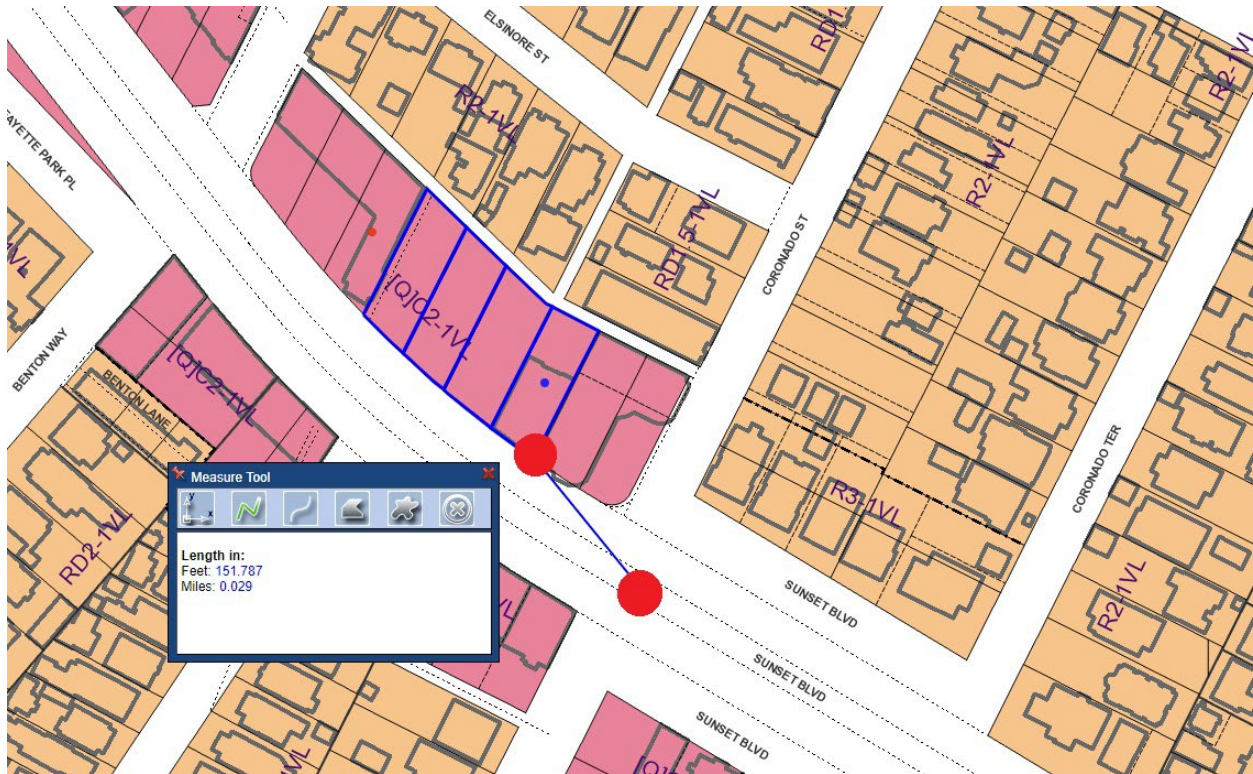 ELSINORE ST
RD1.
R2-1VL
R2-1VL
R2-1VL
AYETTE PARK PL
RD1.5-1VL
CORONADO ST
[Q]C2-1VL
[Q]C2-1VL
BENTON WAY
BENTON LANE
RD2-1VL
Measure Tool
Length in:
Feet: 151.787
Miles: 0.029
R3-1VL
CORONADO TER
R2-1VL
SUNSET BLVD
SUNSET BLVD
SUNSET BLVD